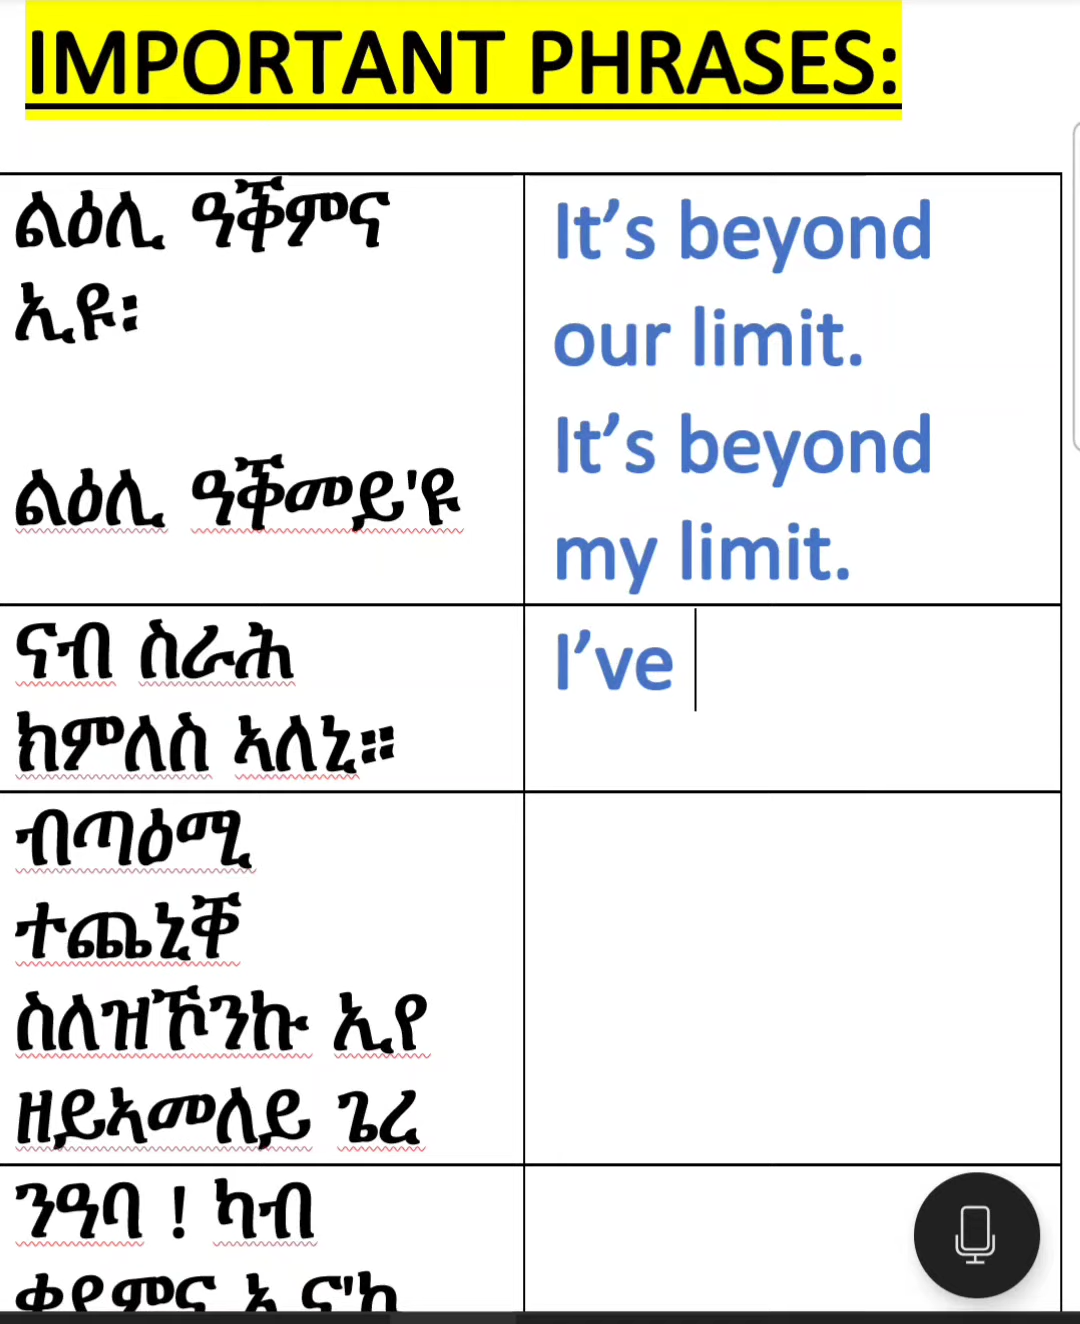 IMPORTANT PHRASES:
ልዕሊ ዓቕምና
ኢዩ፡
ልዕሊ ዓቕመይ'ዩ
It’s beyond
our limit.
It’s beyond
my limit.
ናብ ስራሕ
ክምለስ ኣለኒ።
I’ve
ብጣዕሚ
ተጨኒቐ
ስለዝኾንኩ ኢየ
ዘይኣመለይ ጌረ
ንዓባ ! ካብ